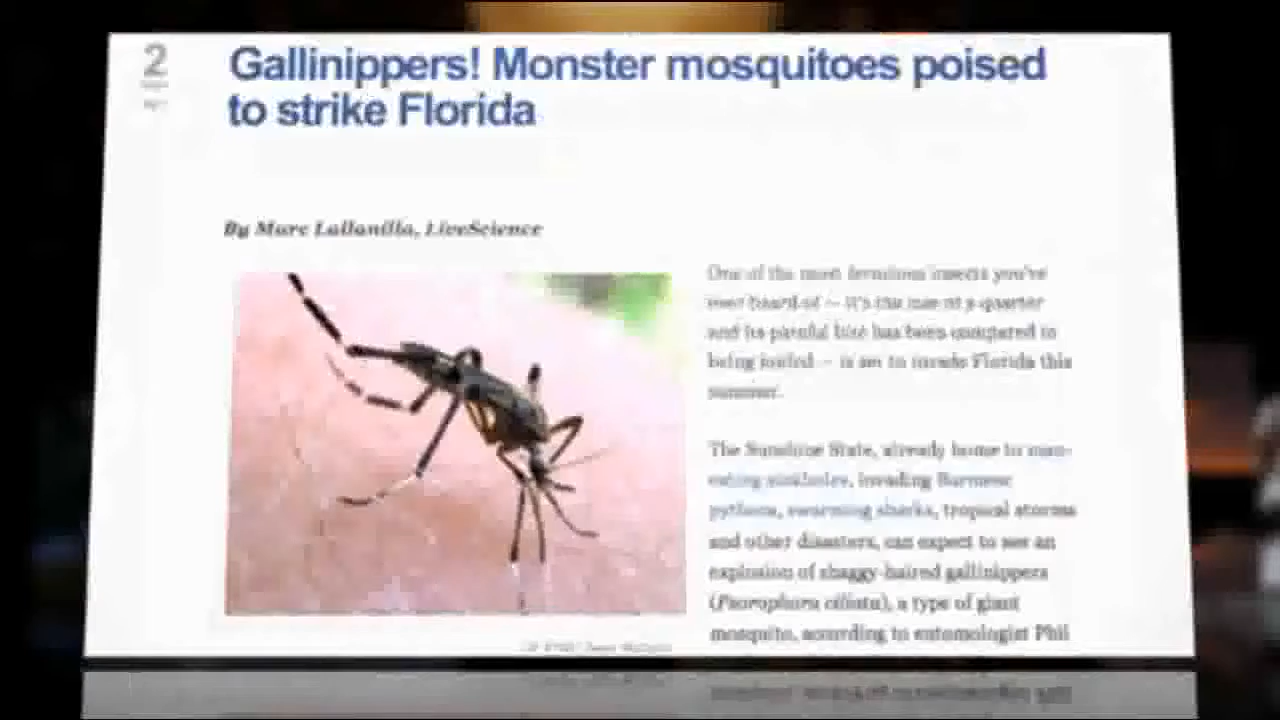 2
Gallinippers! Monster mosquitoes poised
to strike Florida
By Marc Lallanilla, LiveScience
One of the most ferocious insects you've
ever heard of — it's the size of a quarter
and its painful bite has been compared to
being knifed — is set to invade Florida this
summer.
The Sunshine State, already home to man-
eating sinkholes, invading Burmese
pythons, swarming sharks, tropical storms
and other disasters, can expect to see an
explosion of shaggy-haired gallinippers
(Psorophora ciliata), a type of giant
mosquito, according to entomologist Phil